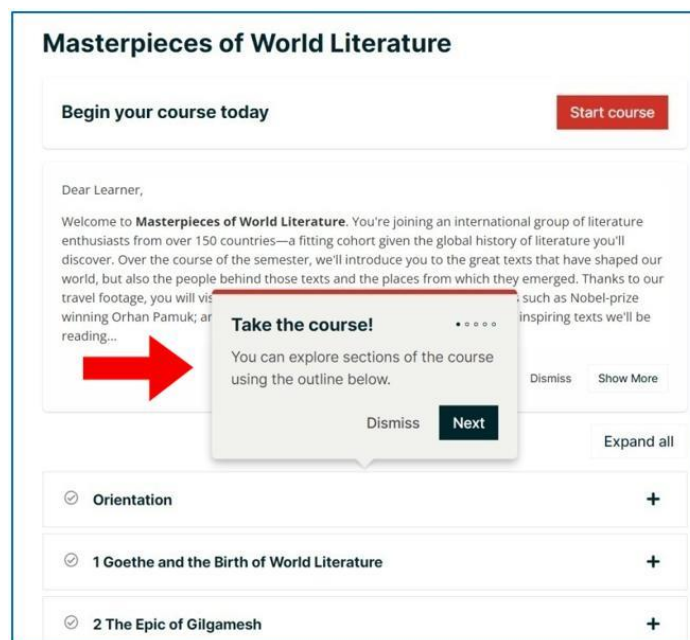 Masterpieces of World Literature
Begin your course today
Start course
Dear Learner,
Welcome to Masterpieces of World Literature. You're joining an international group of literature
enthusiasts from over 150 countries—a fitting cohort given the global history of literature you'll
discover. Over the course of the semester, we'll introduce you to the great texts that have shaped our
world, but also the people behind those texts and the places from which they emerged. Thanks to our
travel footage, you will such as Nobel-prize
winning Orhan Pamuk; inspiring texts we'll be
reading...
Take the course!
You can explore sections of the course
using the outline below.
Dismiss
Next
Dismiss
Show More
Expand all
Orientation
1 Goethe and the Birth of World Literature
2 The Epic of Gilgamesh